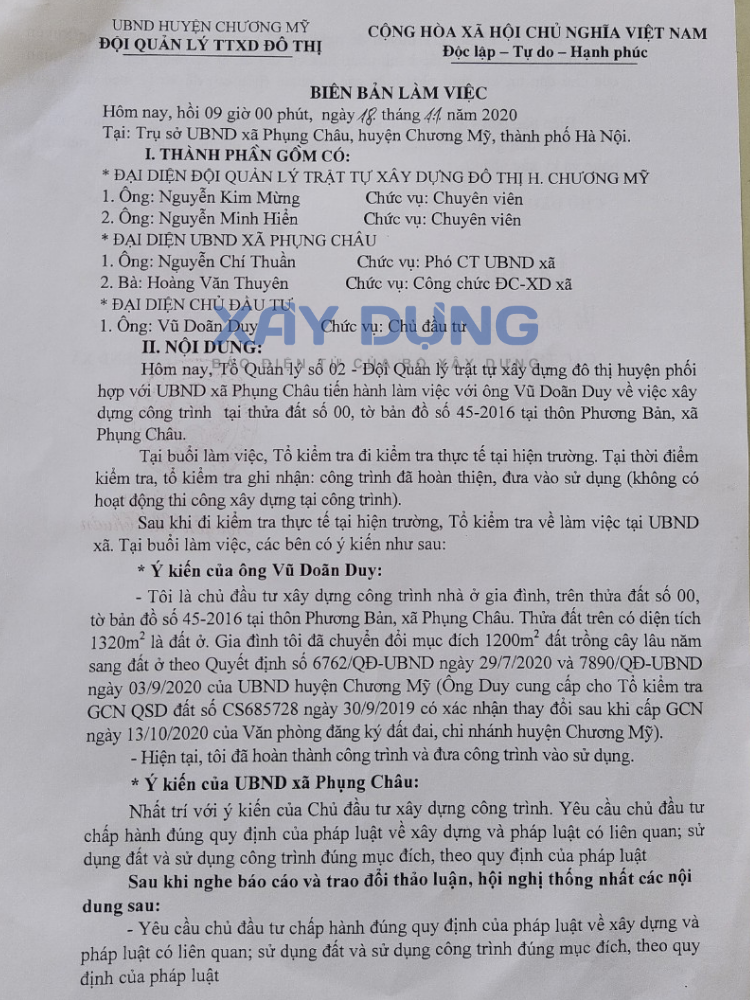 UBND HUYỆN CHƯƠNG MỸ
ĐỘI QUẢN LÝ TTXD ĐÔ THỊ
CỘNG HÒA XÃ HỘI CHỦ NGHĨA VIỆT NAM
Độc lập – Tự do – Hạnh phúc
BIÊN BẢN LÀM VIỆC
Hôm nay, hồi 09 giờ 00 phút, ngày 18 tháng 11 năm 2020
Tại: Trụ sở UBND xã Phụng Châu, huyện Chương Mỹ, thành phố Hà Nội.
I. THÀNH PHẦN GỒM CÓ:
* ĐẠI DIỆN ĐỘI QUẢN LÝ TRẬT TỰ XÂY DỰNG ĐÔ THỊ H. CHƯƠNG MỸ
1. Ông: Nguyễn Kim Mừng Chức vụ: Chuyên viên
2. Ông: Nguyễn Minh Hiển Chức vụ: Chuyên viên
* ĐẠI DIỆN UBND XÃ PHỤNG CHÂU
1. Ông: Nguyễn Chí Thuần Chức vụ: Phó CT UBND xã
2. Bà: Hoàng Văn Thuyên Chức vụ: Công chức ĐC-XD xã
* ĐẠI DIỆN CHỦ ĐẦU TƯ
1. Ông: Vũ Doãn Duy Chức vụ: Chủ đầu tư
XÂY DỰNG
BÁO ĐIỆN TỬ CỦA BỘ XÂY DỰNG
II. NỘI DUNG:
Hôm nay, Tổ Quản lý số 02 - Đội Quản lý trật tự xây dựng đô thị huyện phối
hợp với UBND xã Phụng Châu tiến hành làm việc với ông Vũ Doãn Duy về việc xây
dựng công trình tại thửa đất số 00, tờ bản đồ số 45-2016 tại thôn Phương Bản, xã
Phụng Châu.
Tại buổi làm việc, Tổ kiểm tra đi kiểm tra thực tế tại hiện trường. Tại thời điểm
kiểm tra, tổ kiểm tra ghi nhận: công trình đã hoàn thiện, đưa vào sử dụng (không có
hoạt động thi công xây dựng tại công trình).
Sau khi đi kiểm tra thực tế tại hiện trường, Tổ kiểm tra về làm việc tại UBND
xã. Tại buổi làm việc, các bên có ý kiến như sau:
* Ý kiến của ông Vũ Doãn Duy:
- Tôi là chủ đầu tư xây dựng công trình nhà ở gia đình, trên thửa đất số 00,
tờ bản đồ số 45-2016 tại thôn Phương Bản, xã Phụng Châu. Thửa đất trên có diện tích
1320m² là đất ở. Gia đình tôi đã chuyển đổi mục đích 1200m² đất trồng cây lâu năm
sang đất ở theo Quyết định số 6762/QĐ-UBND ngày 29/7/2020 và 7890/QĐ-UBND
ngày 03/9/2020 của UBND huyện Chương Mỹ (Ông Duy cung cấp cho Tổ kiểm tra
GCN QSD đất số CS685728 ngày 30/9/2019 có xác nhận thay đổi sau khi cấp GCN
ngày 13/10/2020 của Văn phòng đăng ký đất đai, chi nhánh huyện Chương Mỹ).
- Hiện tại, tôi đã hoàn thành công trình và đưa công trình vào sử dụng.
* Ý kiến của UBND xã Phụng Châu:
Nhất trí với ý kiến của Chủ đầu tư xây dựng công trình. Yêu cầu chủ đầu tư
chấp hành đúng quy định của pháp luật về xây dựng và pháp luật có liên quan; sử
dụng đất và sử dụng công trình đúng mục đích, theo quy định của pháp luật
Sau khi nghe báo cáo và trao đổi thảo luận, hội nghị thống nhất các nội
dung sau:
- Yêu cầu chủ đầu tư chấp hành đúng quy định của pháp luật về xây dựng và
pháp luật có liên quan; sử dụng đất và sử dụng công trình đúng mục đích, theo quy
định của pháp luật